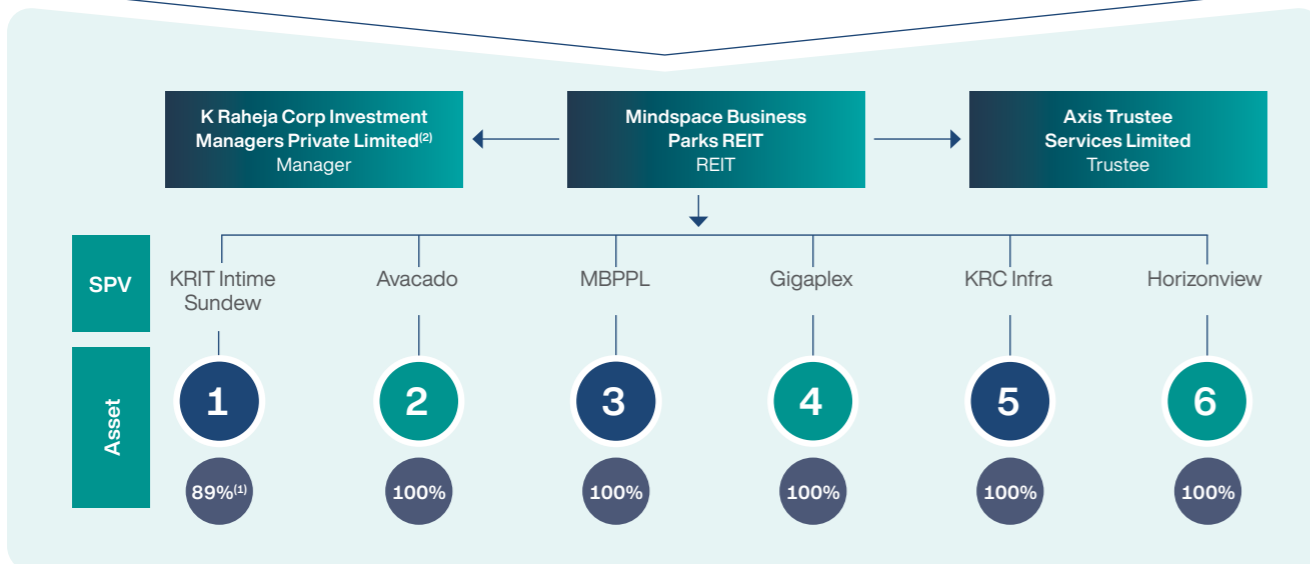 K Raheja Corp Investment
Managers Private Limited(2)
Manager
Mindspace Business
Parks REIT
REIT
Axis Trustee
Services Limited
Trustee
SPV
KRIT Intime
Sundew
Avacado
MBPPL
Gigaplex
KRC Infra
Horizonview
Asset
1
2
3
4
5
6
89%(1)
100%
100%
100%
100%
100%